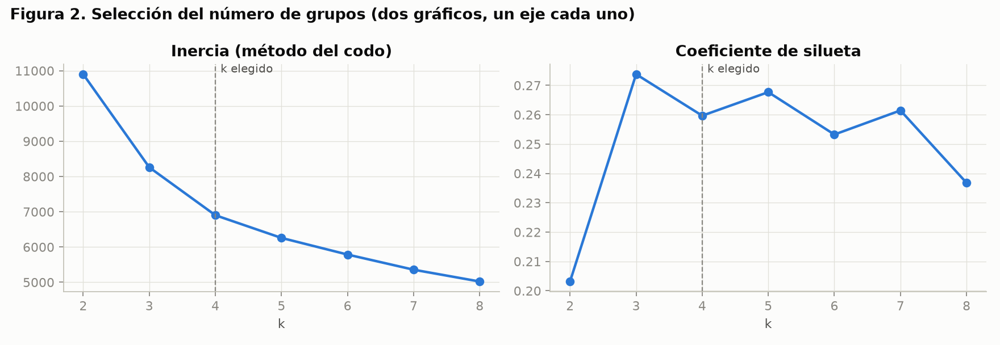 Figura 2. Selección del número de grupos (dos gráficos, un eje cada uno)
Inercia (método del codo)
k elegido
11000
10000
9000
8000
7000
6000
5000
2 3 4 5 6 7 8
k
Coeficiente de silueta
k elegido
0.27
0.26
0.25
0.24
0.23
0.22
0.21
0.20
2 3 4 5 6 7 8
k